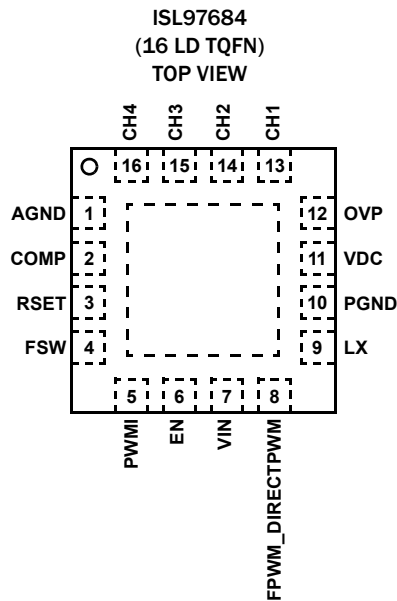 ISL97684
(16 LD TQFN)
TOP VIEW
CH4
CH3
CH2
CH1
16
15
14
13
AGND 1
COMP 2
RSET 3
FSW 4
12 OVP
11 VDC
10 PGND
9 LX
5
6
7
8
PWMI
EN
VIN
FPWM_DIRECTPWM